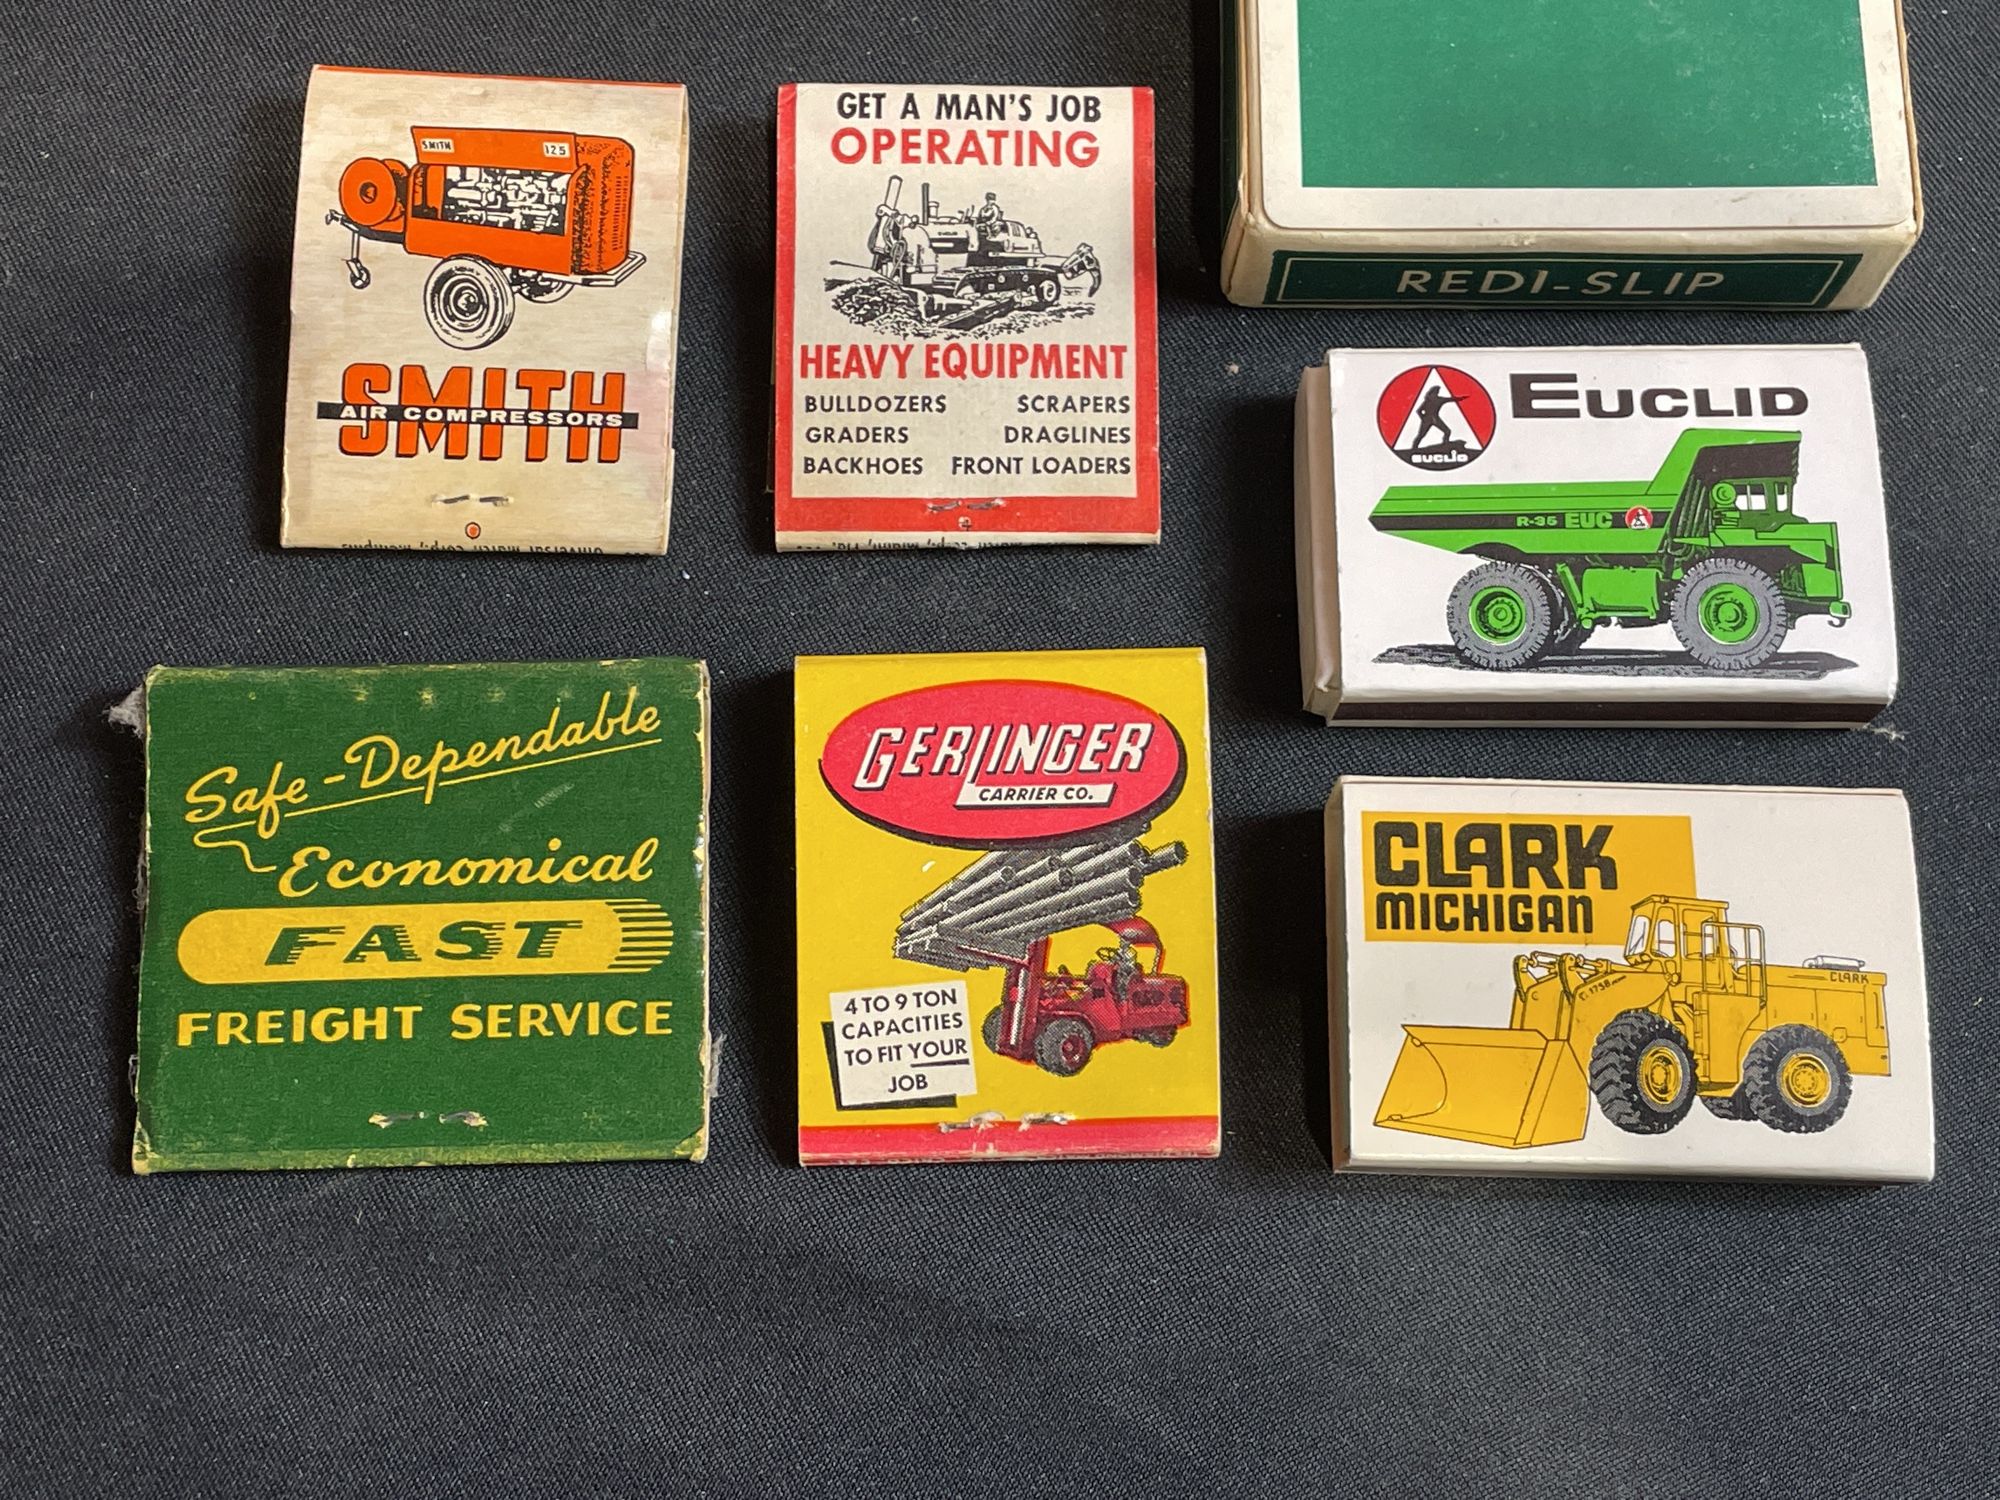 SMITH 125
SMITH
AIR COMPRESSORS
GET A MAN'S JOB
OPERATING
EUCLID
HEAVY EQUIPMENT
BULLDOZERS SCRAPERS
GRADERS DRAGLINES
BACKHOES FRONT LOADERS
REDI-SLIP
EUCLID
EUCLID
R-35 EUC
Safe-Dependable
Economical
FAST
FREIGHT SERVICE
GERLINGER
CARRIER CO.
4 TO 9 TON
CAPACITIES
TO FIT YOUR
JOB
CLARK
MICHIGAN
CLARK
C